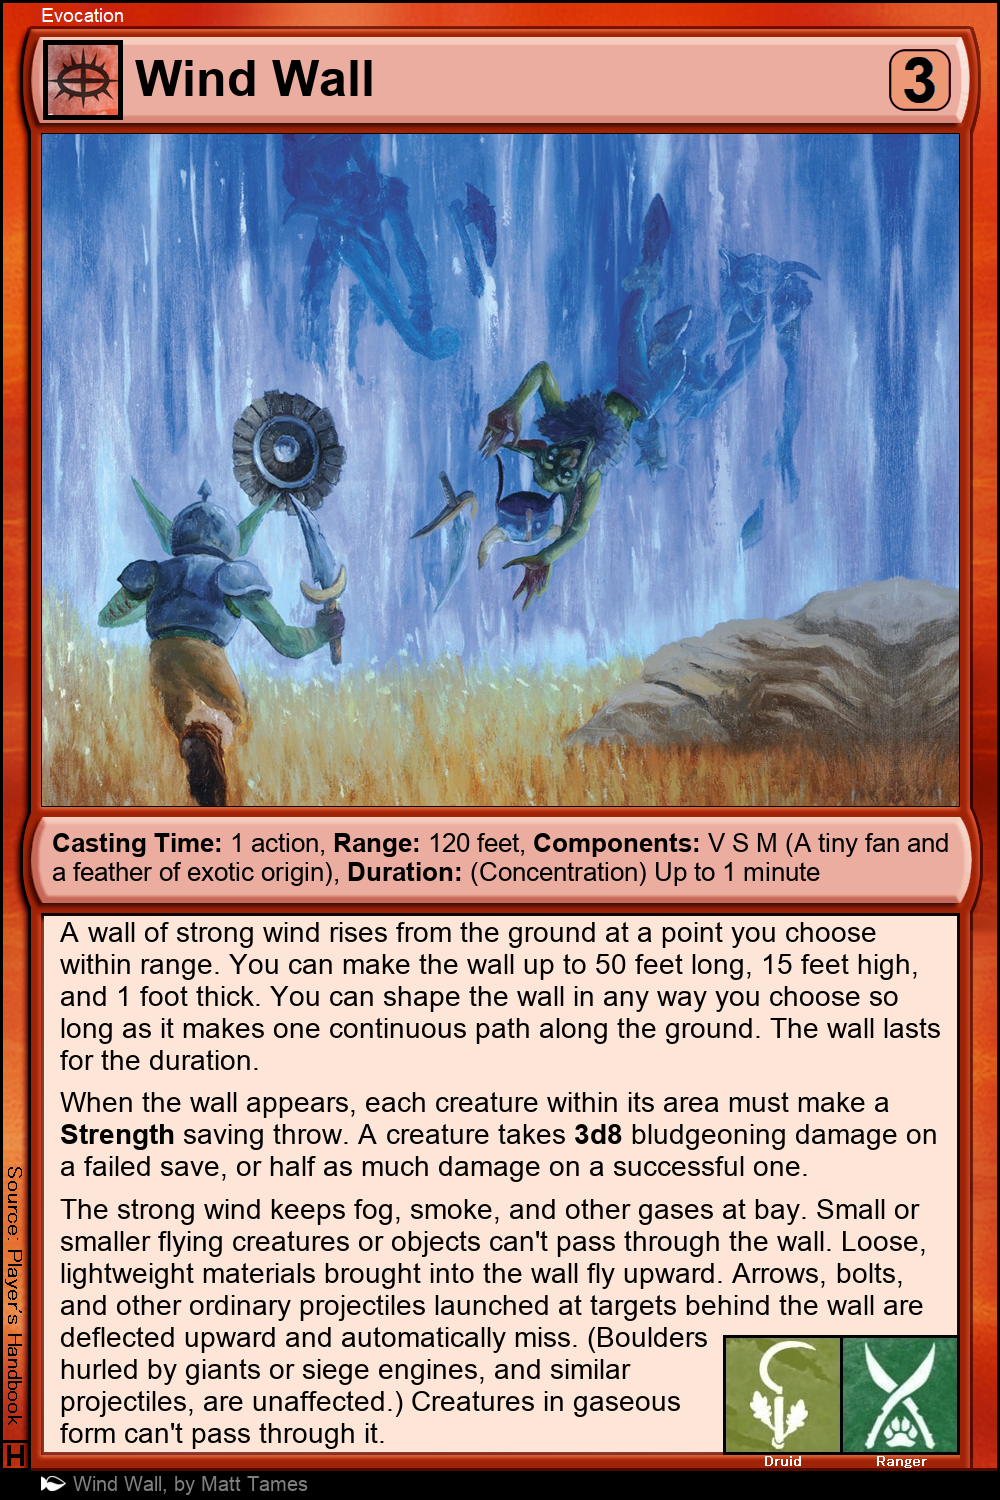 Evocation
Wind Wall
3
Casting Time: 1 action, Range: 120 feet, Components: V S M (A tiny fan and
a feather of exotic origin), Duration: (Concentration) Up to 1 minute
A wall of strong wind rises from the ground at a point you choose
within range. You can make the wall up to 50 feet long, 15 feet high,
and 1 foot thick. You can shape the wall in any way you choose so
long as it makes one continuous path along the ground. The wall lasts
for the duration.
When the wall appears, each creature within its area must make a
Strength saving throw. A creature takes 3d8 bludgeoning damage on
a failed save, or half as much damage on a successful one.
The strong wind keeps fog, smoke, and other gases at bay. Small or
smaller flying creatures or objects can't pass through the wall. Loose,
lightweight materials brought into the wall fly upward. Arrows, bolts,
and other ordinary projectiles launched at targets behind the wall are
deflected upward and automatically miss. (Boulders
hurled by giants or siege engines, and similar
projectiles, are unaffected.) Creatures in gaseous
form can't pass through it.
Druid
Ranger
Source: Player's Handbook
H
Wind Wall, by Matt Tames